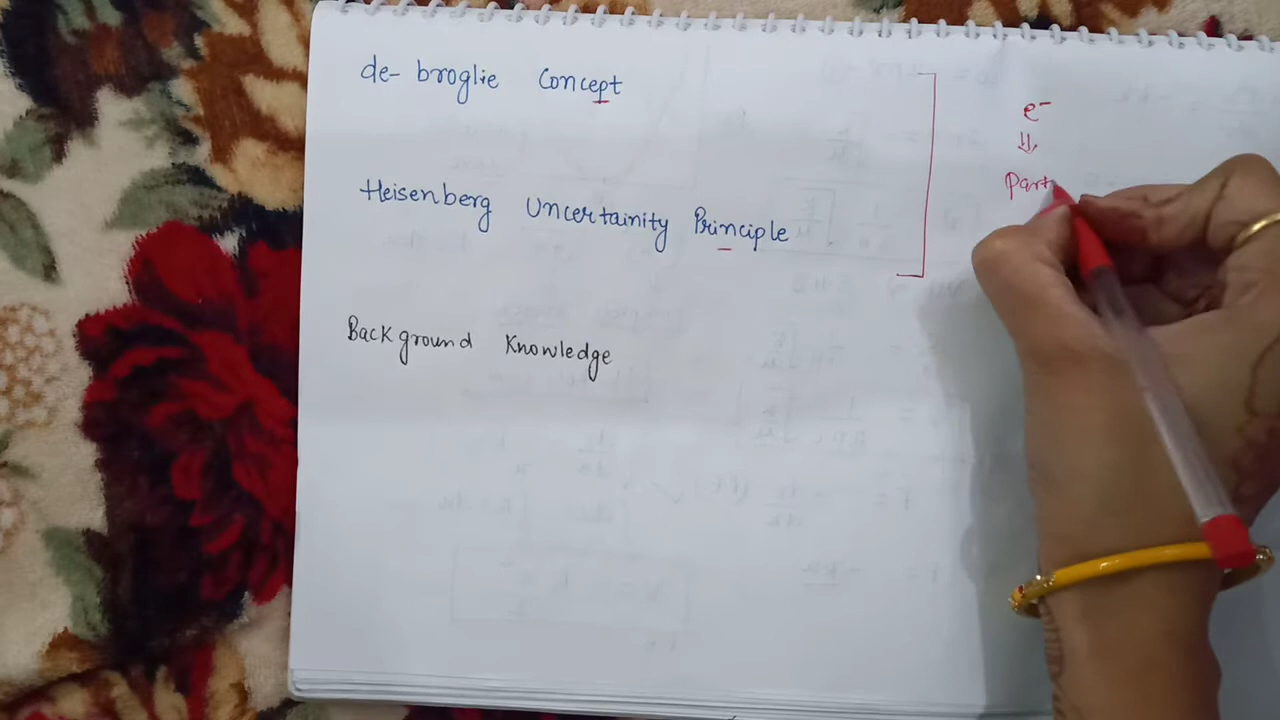 de- broglie Concept
Heisenberg Uncertainity Principle
Background Knowledge
e⁻
⇓
Part